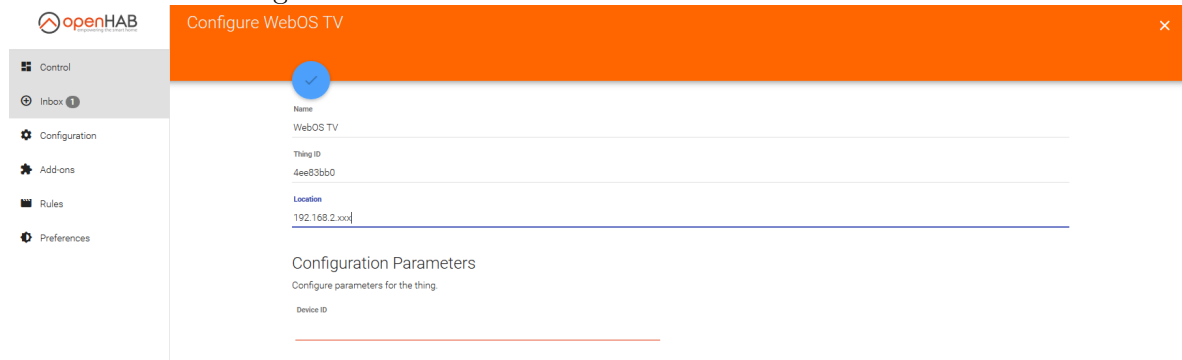 openHAB
empowering the smart home
Configure WebOS TV
Control
Inbox 1
Configuration
Add-ons
Rules
Preferences
Name
WebOS TV
Thing ID
4ee83bb0
Location
192.168.2.xxx
Configuration Parameters
Configure parameters for the thing.
Device ID